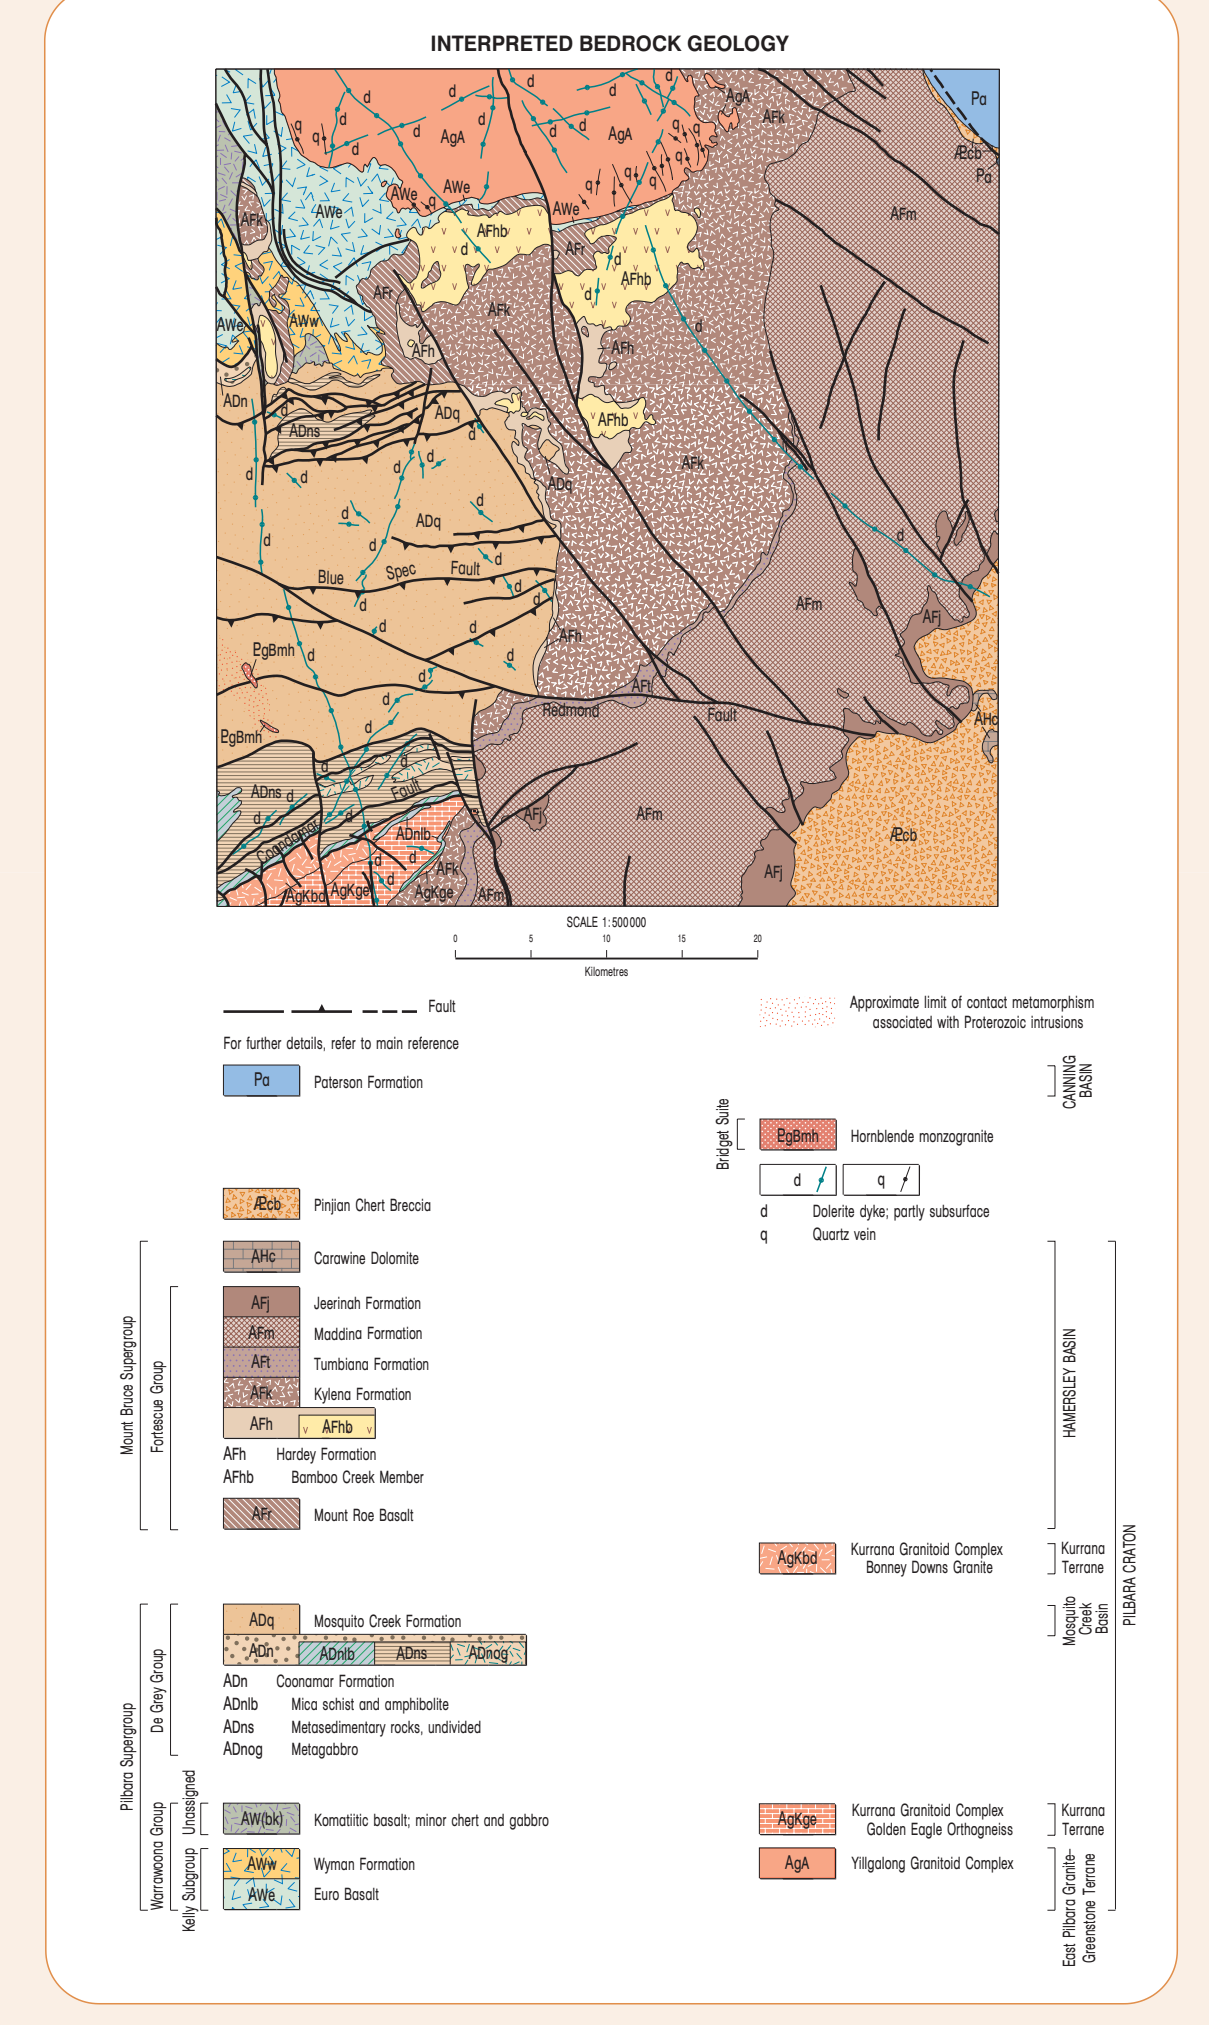 INTERPRETED BEDROCK GEOLOGY
d
d
d
d
AgA
Pa
q
q
d
d
d
d
AgA
AgA
q
q
AFk
d
d
q
ÆPcb
Pa
AWe
AWe
q
q
q
q
AWe
AWe
AFk
AFhb
d
AFr
d
AFhb
AFm
AFr
d
AWe
AWw
AFk
d
AFh
AFh
ADn
d
ADq
d
AFhb
ADns
d
d
d
d
AFk
ADq
d
d
ADq
d
d
d
d
Blue Spec Fault
d
d
d
AFm
AFj
d
d
AFh
PgBmh
d
d
d
d
AFt
Redmond
Fault
AHc
PgBmh
d
d
d
ADns
d
d
d
Fault
Coondamar
ADnlb
d
d
d
AFj
AFm
ÆPcb
AFk
AFj
AgKbd
AgKge
AgKge
AFm
SCALE 1:500 000
0 5 10 15 20
Kilometres
Fault
Approximate limit of contact metamorphism
associated with Proterozoic intrusions
For further details, refer to main reference
Pa
Paterson Formation
CANNING
BASIN
Bridget Suite
PgBmh
Hornblende monzogranite
d
q
d Dolerite dyke; partly subsurface
q Quartz vein
ÆPcb
Pinjian Chert Breccia
AHc
Carawine Dolomite
AFj
Jeerinah Formation
AFm
Maddina Formation
AFt
Tumbiana Formation
AFk
Kylena Formation
AFh
AFhb
AFh Hardey Formation
AFhb Bamboo Creek Member
AFr
Mount Roe Basalt
Mount Bruce Supergroup
Fortescue Group
HAMERSLEY BASIN
AgKbd
Kurrana Granitoid Complex
Bonney Downs Granite
Kurrana
Terrane
PILBARA CRATON
ADq
Mosquito Creek Formation
Mosquito
Creek
Basin
ADn
ADnlb
ADns
ADnog
ADn Coonamar Formation
ADnlb Mica schist and amphibolite
ADns Metasedimentary rocks, undivided
ADnog Metagabbro
De Grey Group
Pilbara Supergroup
Warrawoona Group
Unassigned
AW(bk)
Komatiitic basalt; minor chert and gabbro
AgKge
Kurrana Granitoid Complex
Golden Eagle Orthogneiss
Kurrana
Terrane
Kelly Subgroup
AWw
Wyman Formation
AWe
Euro Basalt
AgA
Yillgalong Granitoid Complex
East Pilbara Granite–
Greenstone Terrane